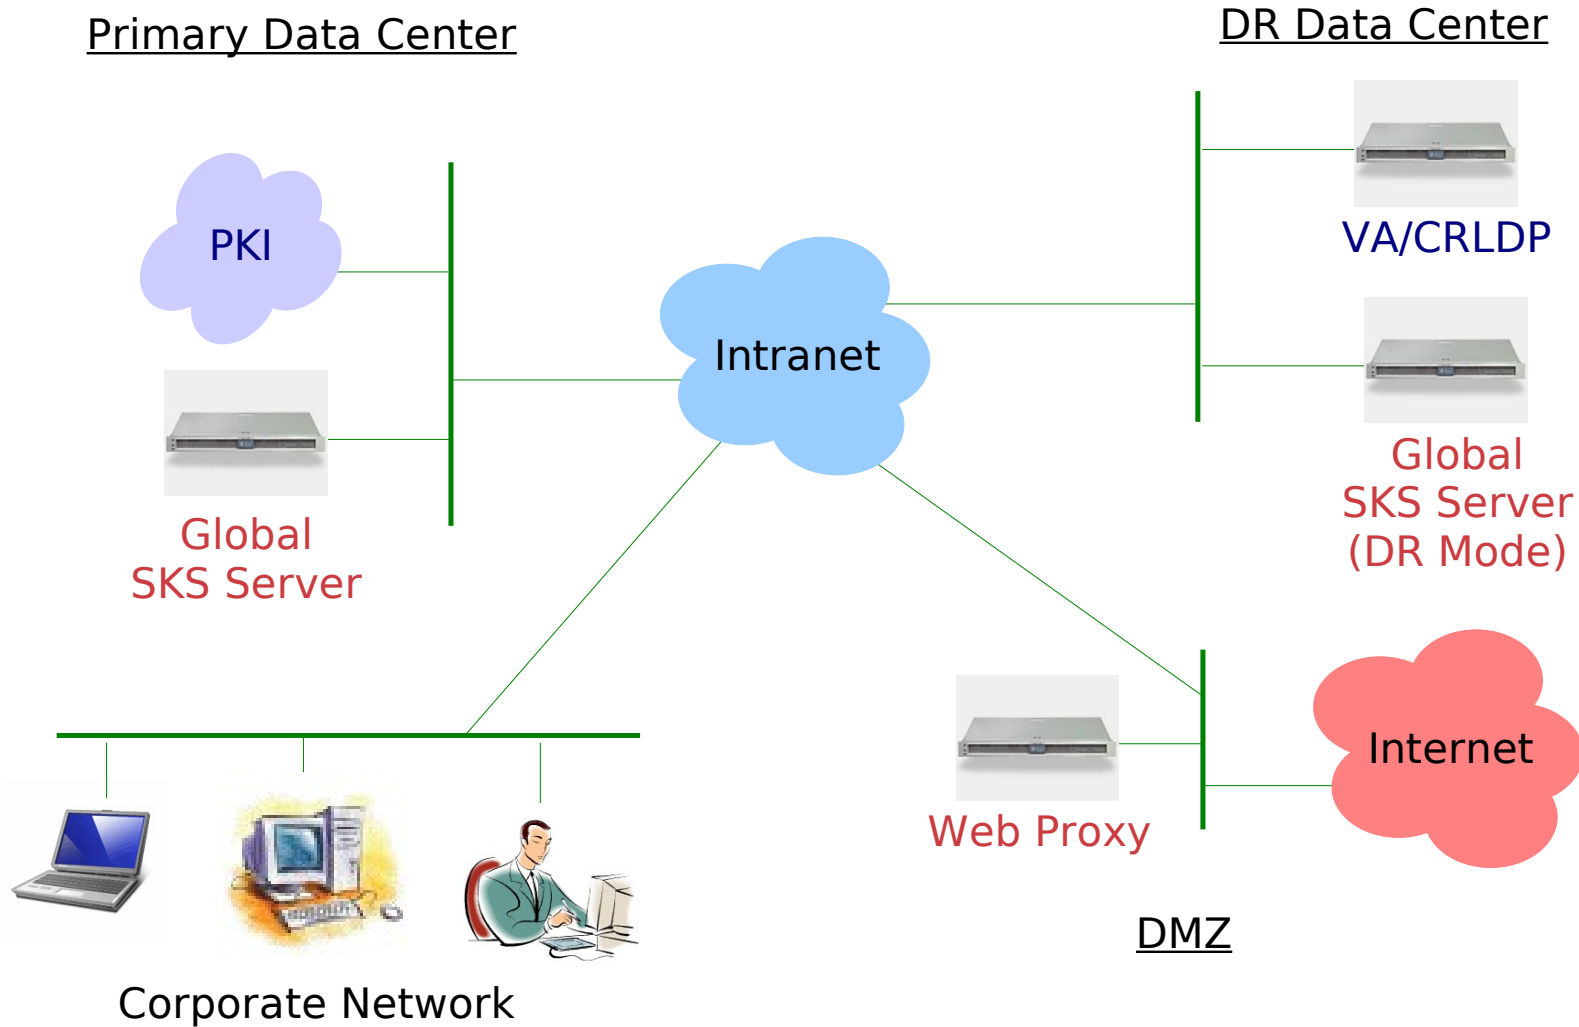 Primary Data Center
DR Data Center
PKI
VA/CRLDP
Intranet
Global
SKS Server
Global
SKS Server
(DR Mode)
Internet
Web Proxy
DMZ
Corporate Network